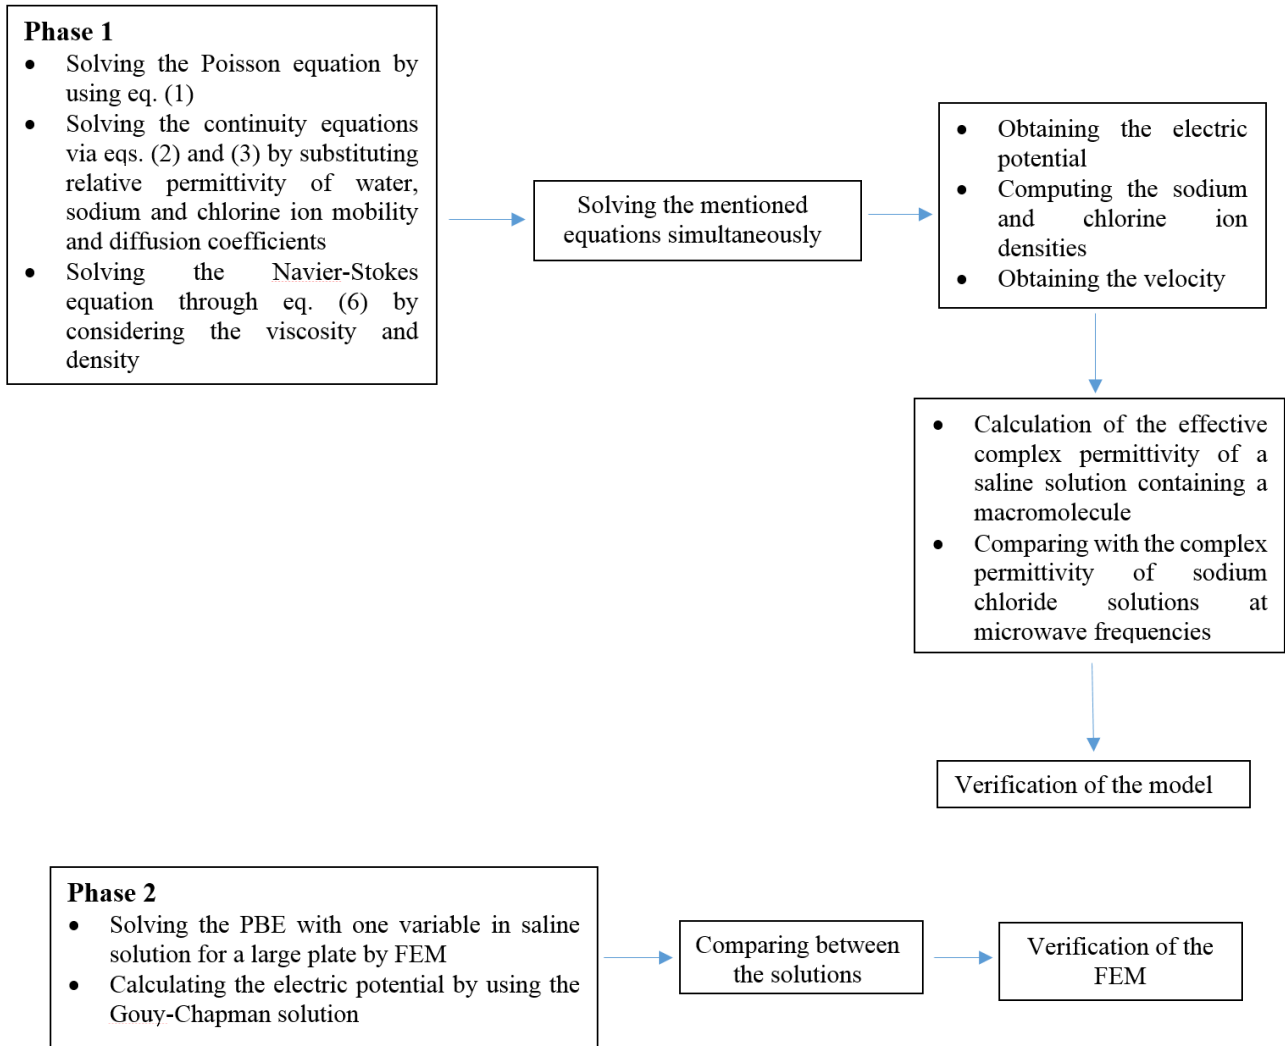 Phase 1
• Solving the Poisson equation by
using eq. (1)
• Solving the continuity equations
via eqs. (2) and (3) by substituting
relative permittivity of water,
sodium and chlorine ion mobility
and diffusion coefficients
• Solving the Navier-Stokes
equation through eq. (6) by
considering the viscosity and
density
Solving the mentioned
equations simultaneously
• Obtaining the electric
potential
• Computing the sodium
and chlorine ion
densities
• Obtaining the velocity
• Calculation of the effective
complex permittivity of a
saline solution containing a
macromolecule
• Comparing with the complex
permittivity of sodium
chloride solutions at
microwave frequencies
Verification of the model
Phase 2
• Solving the PBE with one variable in saline
solution for a large plate by FEM
• Calculating the electric potential by using the
Gouy-Chapman solution
Comparing between
the solutions
Verification of the
FEM